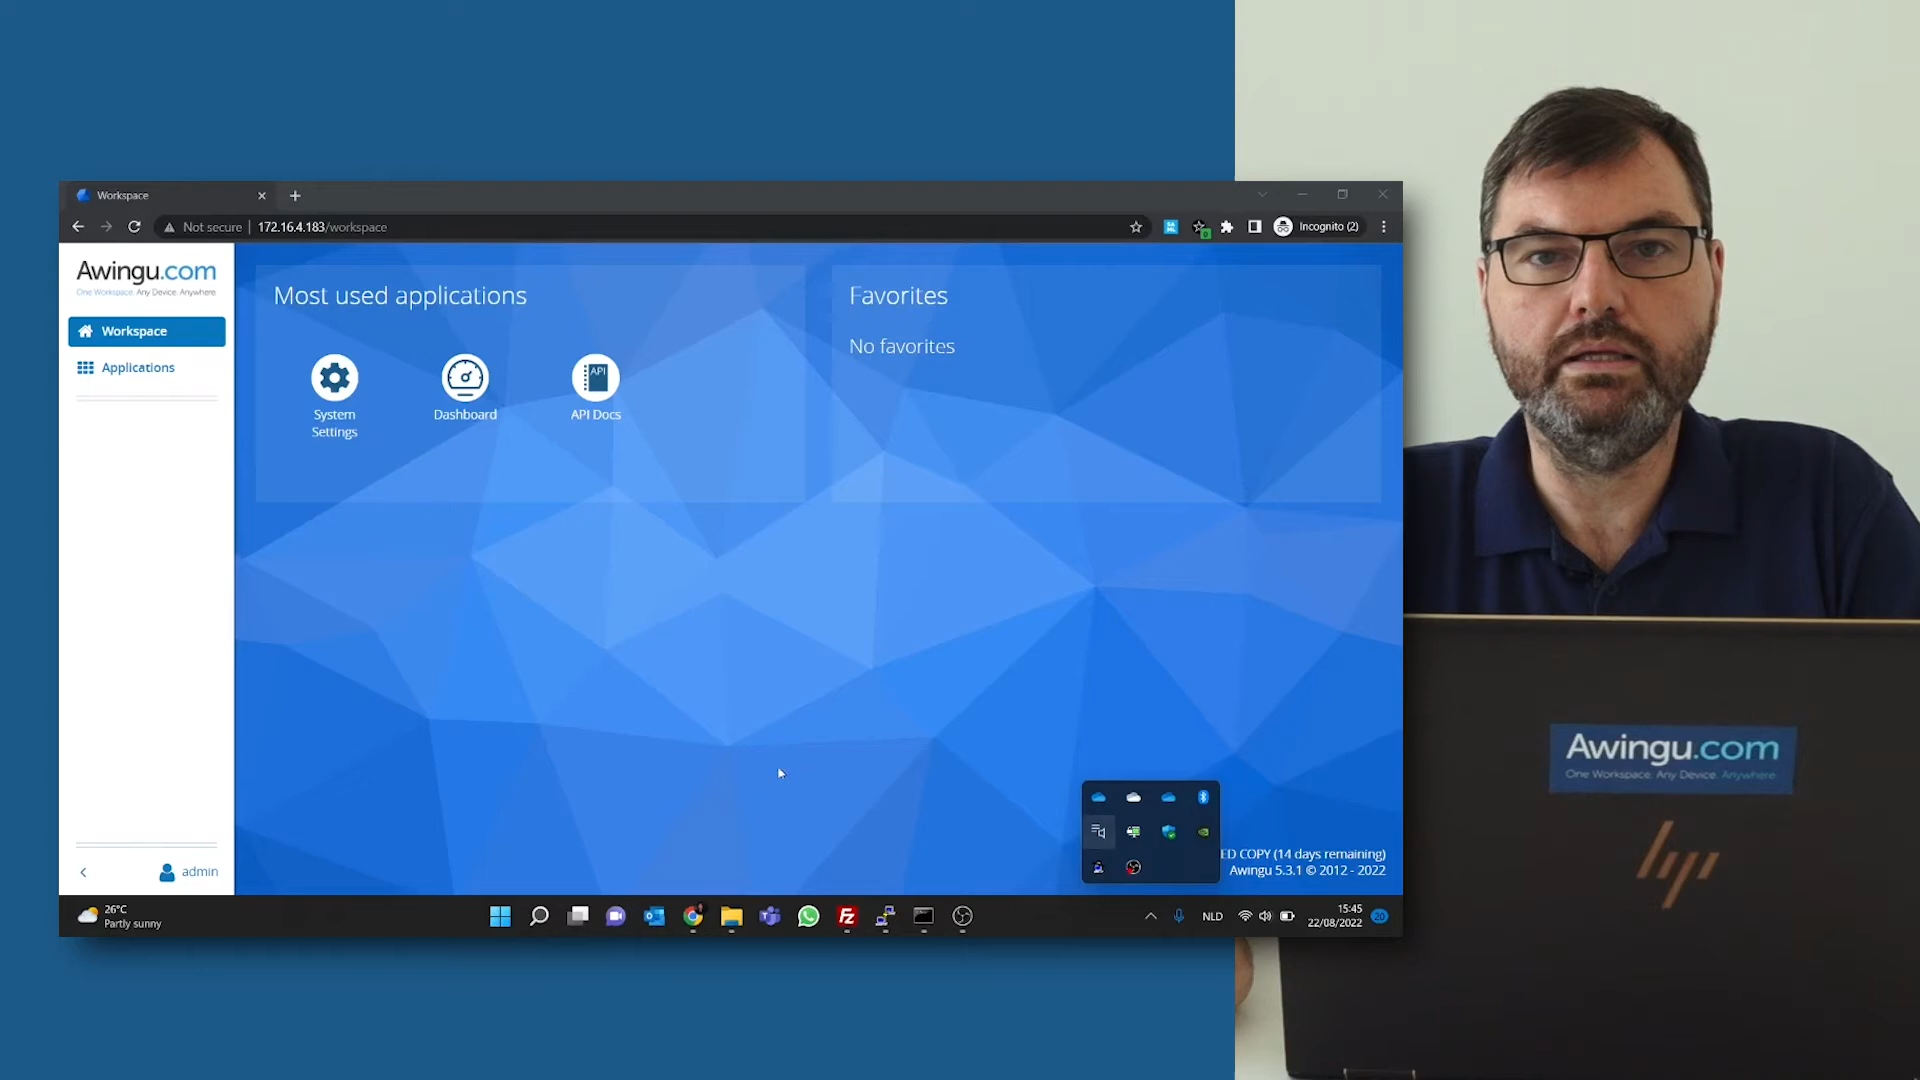 Workspace
Not secure
172.16.4.183/workspace
Incognito (2)
Awingu.com
One Workspace. Any Device. Anywhere.
Workspace
Applications
Most used applications
System
Settings
Dashboard
API
API Docs
Favorites
No favorites
ED COPY (14 days remaining)
Awingu 5.3.1 © 2012 - 2022
admin
26°C
Partly sunny
Fz
NLD
15:45
22/08/2022
20
Awingu.com
One Workspace. Any Device. Anywhere.
hp